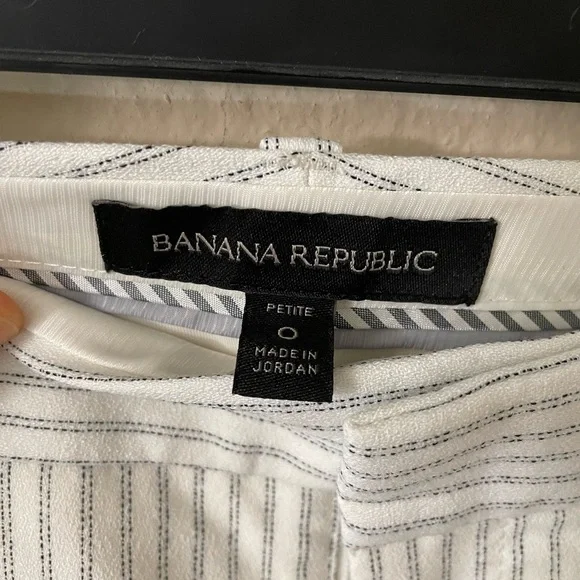 BANANA REPUBLIC
PETITE
0
MADE IN
JORDAN